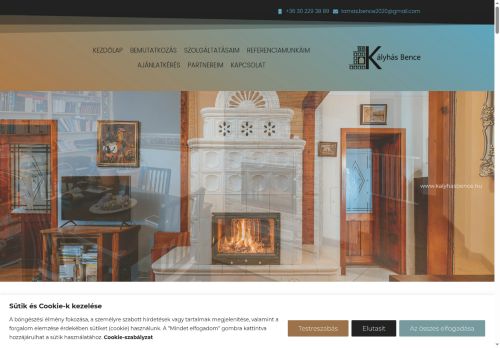 +36 30 229 38 89
tamas.bence2020@gmail.com
KEZDŐLAP BEMUTATKOZÁS SZOLGÁLTATÁSAIM REFERENCIAMUNKÁIM
AJÁNLATKÉRÉS PARTNEREIM KAPCSOLAT
Kályhás Bence
www.kalyhasbence.hu
Sütik és Cookie-k kezelése
A böngészési élmény fokozása, a személyre szabott hirdetések vagy tartalmak megjelenítése, valamint a
forgalom elemzése érdekében sütiket (cookie) használunk. A "Mindet elfogadom" gombra kattintva
hozzájárulhat a sütik használatához. Cookie-szabályzat
Testreszabás
Elutasít
Az összes elfogadása